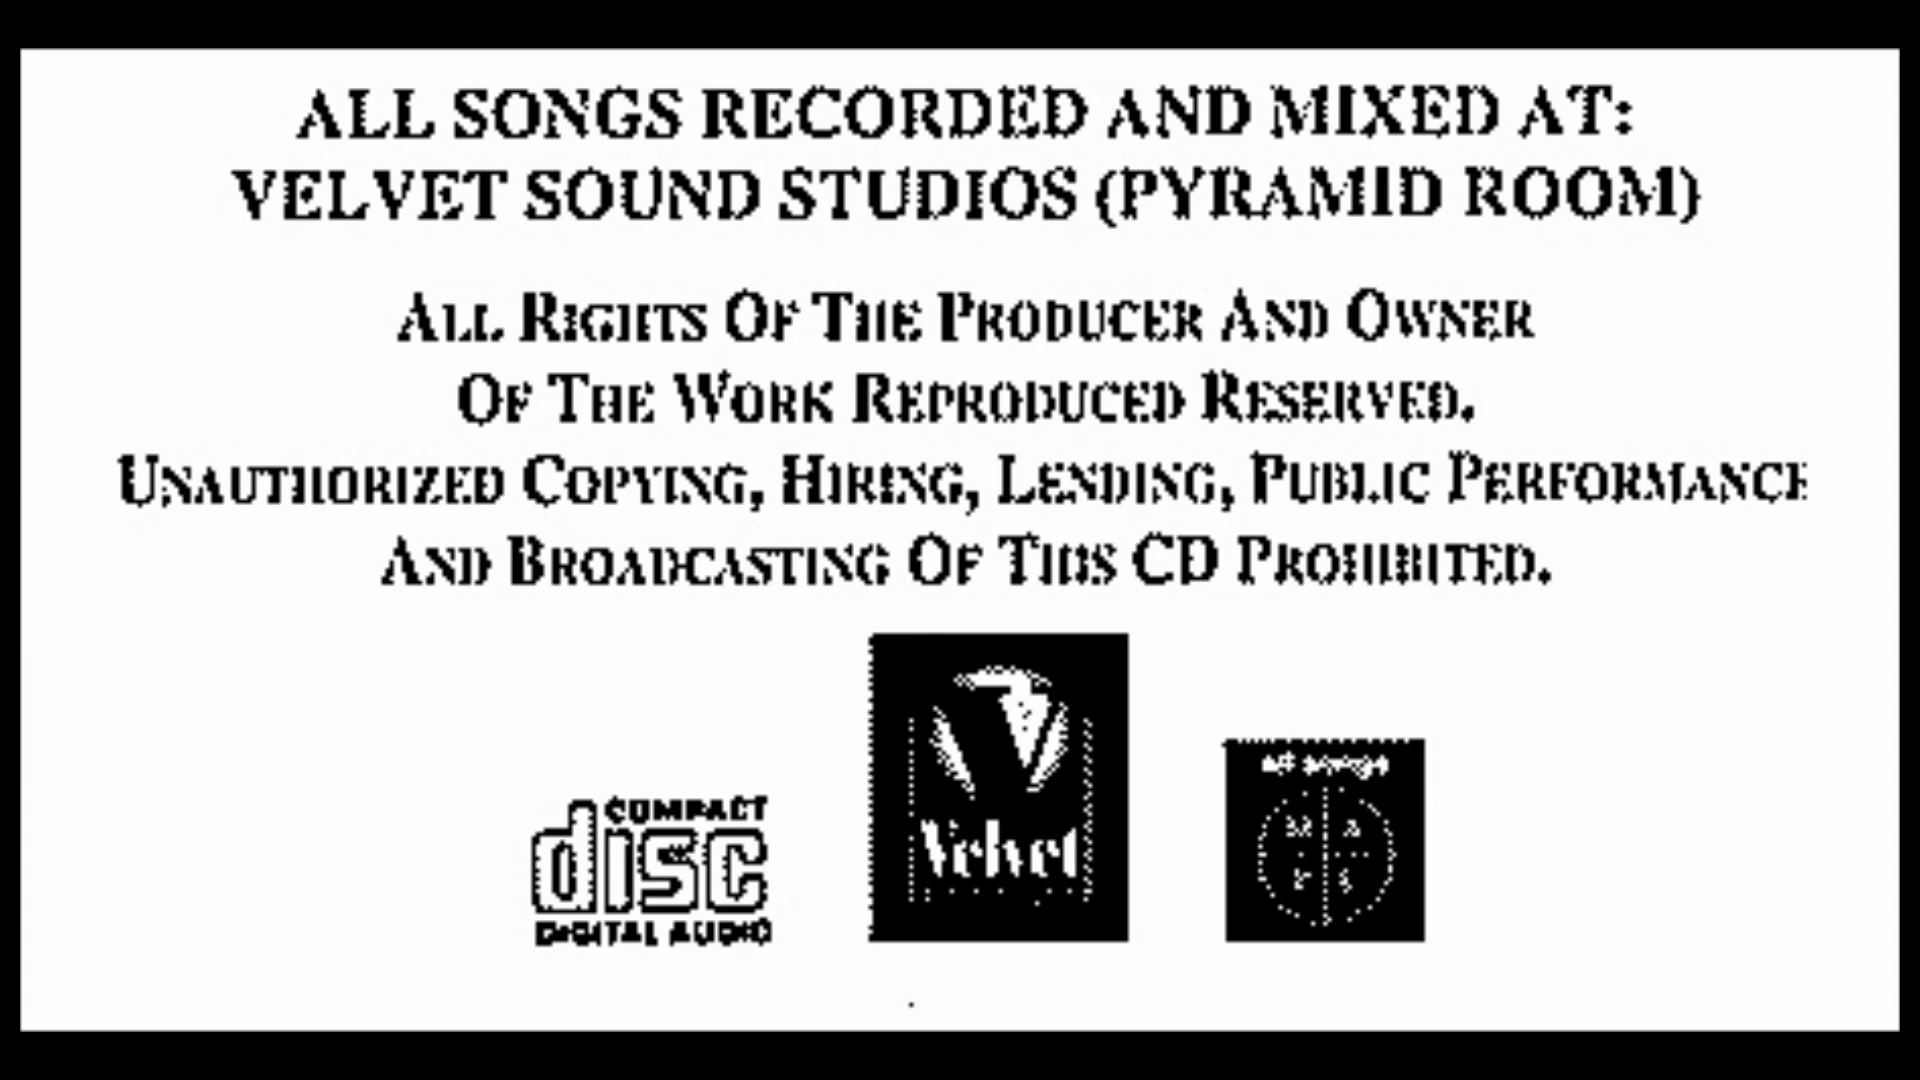 ALL SONGS RECORDED AND MIXED AT:
VELVET SOUND STUDIOS (PYRAMID ROOM)
ALL RIGHTS OF THE PRODUCER AND OWNER
OF THE WORK REPRODUCED RESERVED.
UNAUTHORIZED COPYING, HIRING, LENDING, PUBLIC PERFORMANCE
AND BROADCASTING OF THIS CD PROHIBITED.
COMPACT
disc
DIGITAL AUDIO
V
Velvet